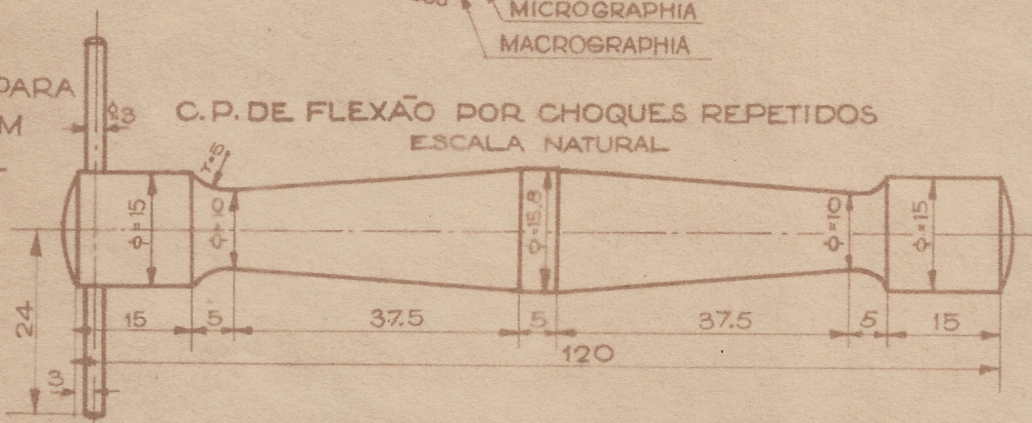 MICROGRAPHIA
MACROGRAPHIA
PARA
C.P. DE FLEXÃO POR CHOQUES REPETIDOS
ESCALA NATURAL
r=5
ϕ=15
ϕ=10
ϕ=15.8
ϕ=10
ϕ=15
15 5 37.5 5 37.5 5 15
120
24
3